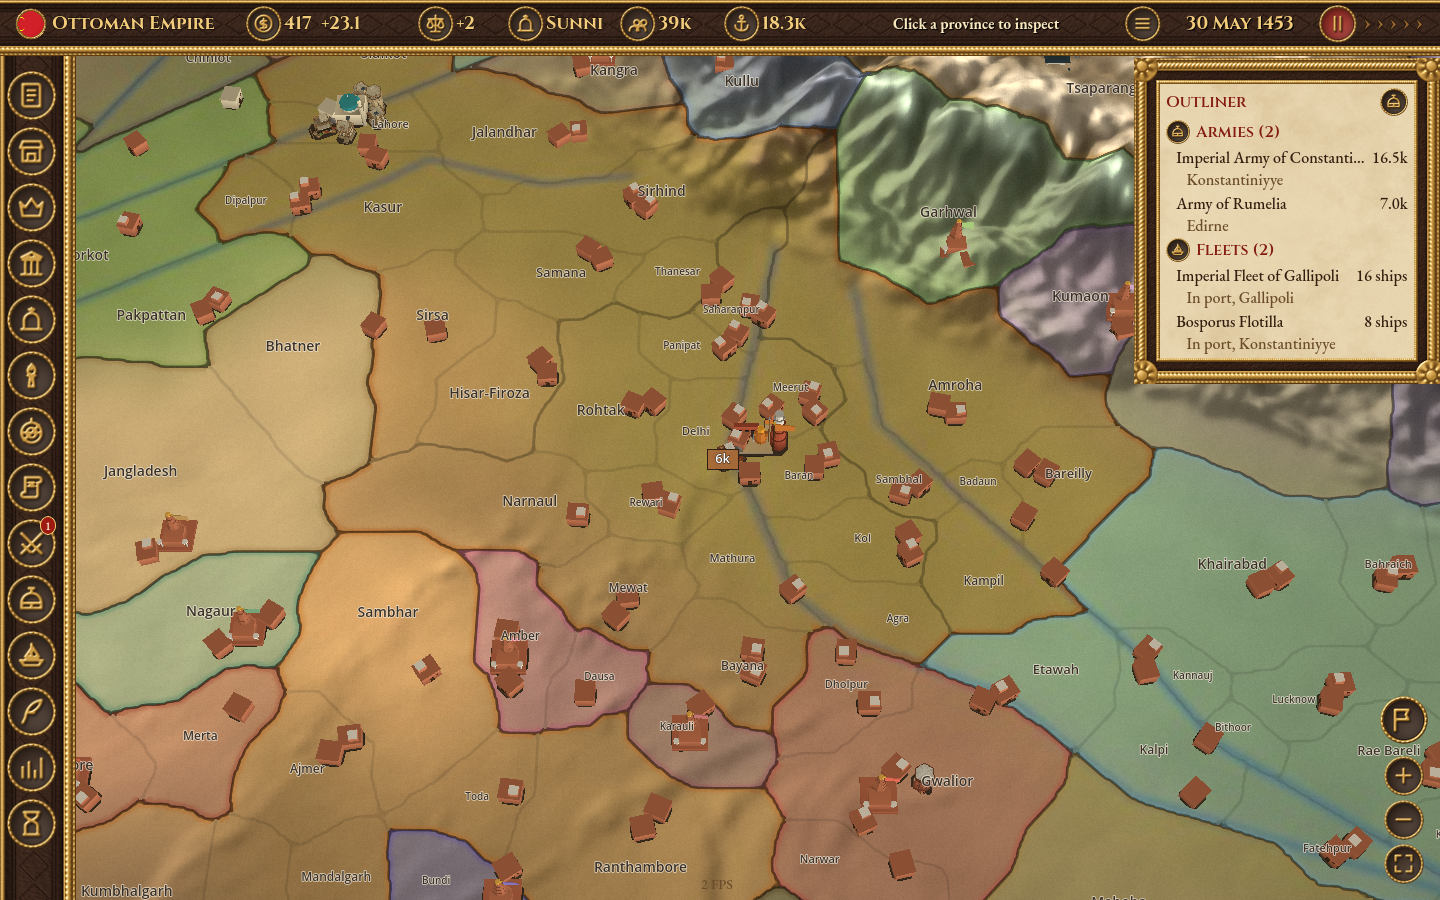 OTTOMAN EMPIRE
417 +23.1
+2
SUNNI
39K
18.3K
Click a province to inspect
30 MAY 1453
OUTLINER
ARMIES (2)
Imperial Army of Constanti... 16.5k
Konstantiniyye
Army of Rumelia 7.0k
Edirne
FLEETS (2)
Imperial Fleet of Gallipoli 16 ships
In port, Gallipoli
Bosporus Flotilla 8 ships
In port, Konstantiniyye
Kangra
Kullu
Tsaparang
Lahore
Jalandhar
Dipalpur
Kasur
Sirhind
Garhwal
Samana
Thanesar
Kumaon
Pakpattan
Sirsa
Saharanpur
Bhatner
Panipat
Hisar-Firoza
Meerut
Amroha
Rohtak
Delhi
6k
Jangladesh
Baran
Sambhal
Badaun
Bareilly
Narnaul
Rewari
Kol
Mathura
Khairabad
Bahraich
Kampil
Mewat
Nagaur
Sambhar
Agra
Amber
Bayana
Etawah
Dausa
Dholpur
Kannauj
Lucknow
Karauli
Bithoor
Merta
Kalpi
Rae Bareli
Ajmer
Gwalior
Toda
Fatehpur
Narwar
Ranthambore
Mandalgarh
Bundi
Kumbhalgarh
2 FPS
1